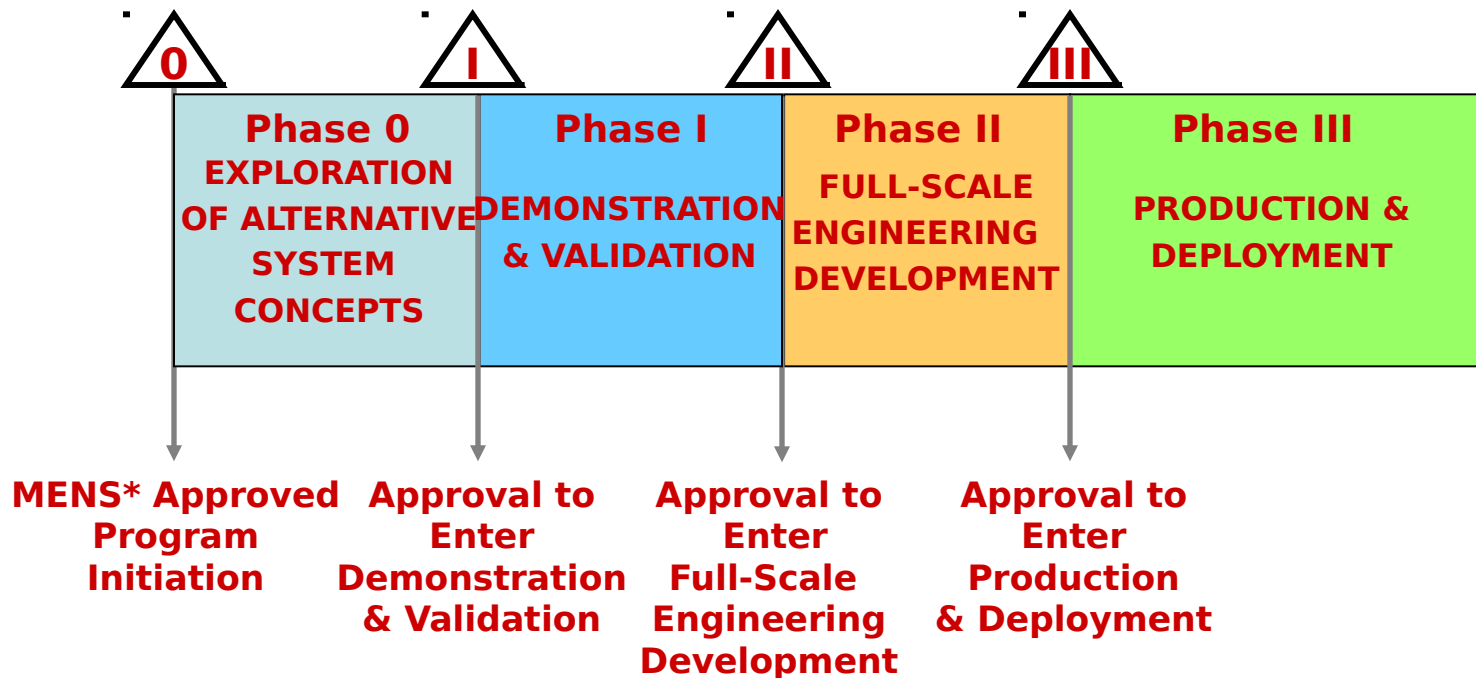 0
I
II
III
Phase 0
EXPLORATION
OF ALTERNATIVE
SYSTEM
CONCEPTS
Phase I
DEMONSTRATION
& VALIDATION
Phase II
FULL-SCALE
ENGINEERING
DEVELOPMENT
Phase III
PRODUCTION &
DEPLOYMENT
MENS* Approved
Program
Initiation
Approval to
Enter
Demonstration
& Validation
Approval to
Enter
Full-Scale
Engineering
Development
Approval to
Enter
Production
& Deployment